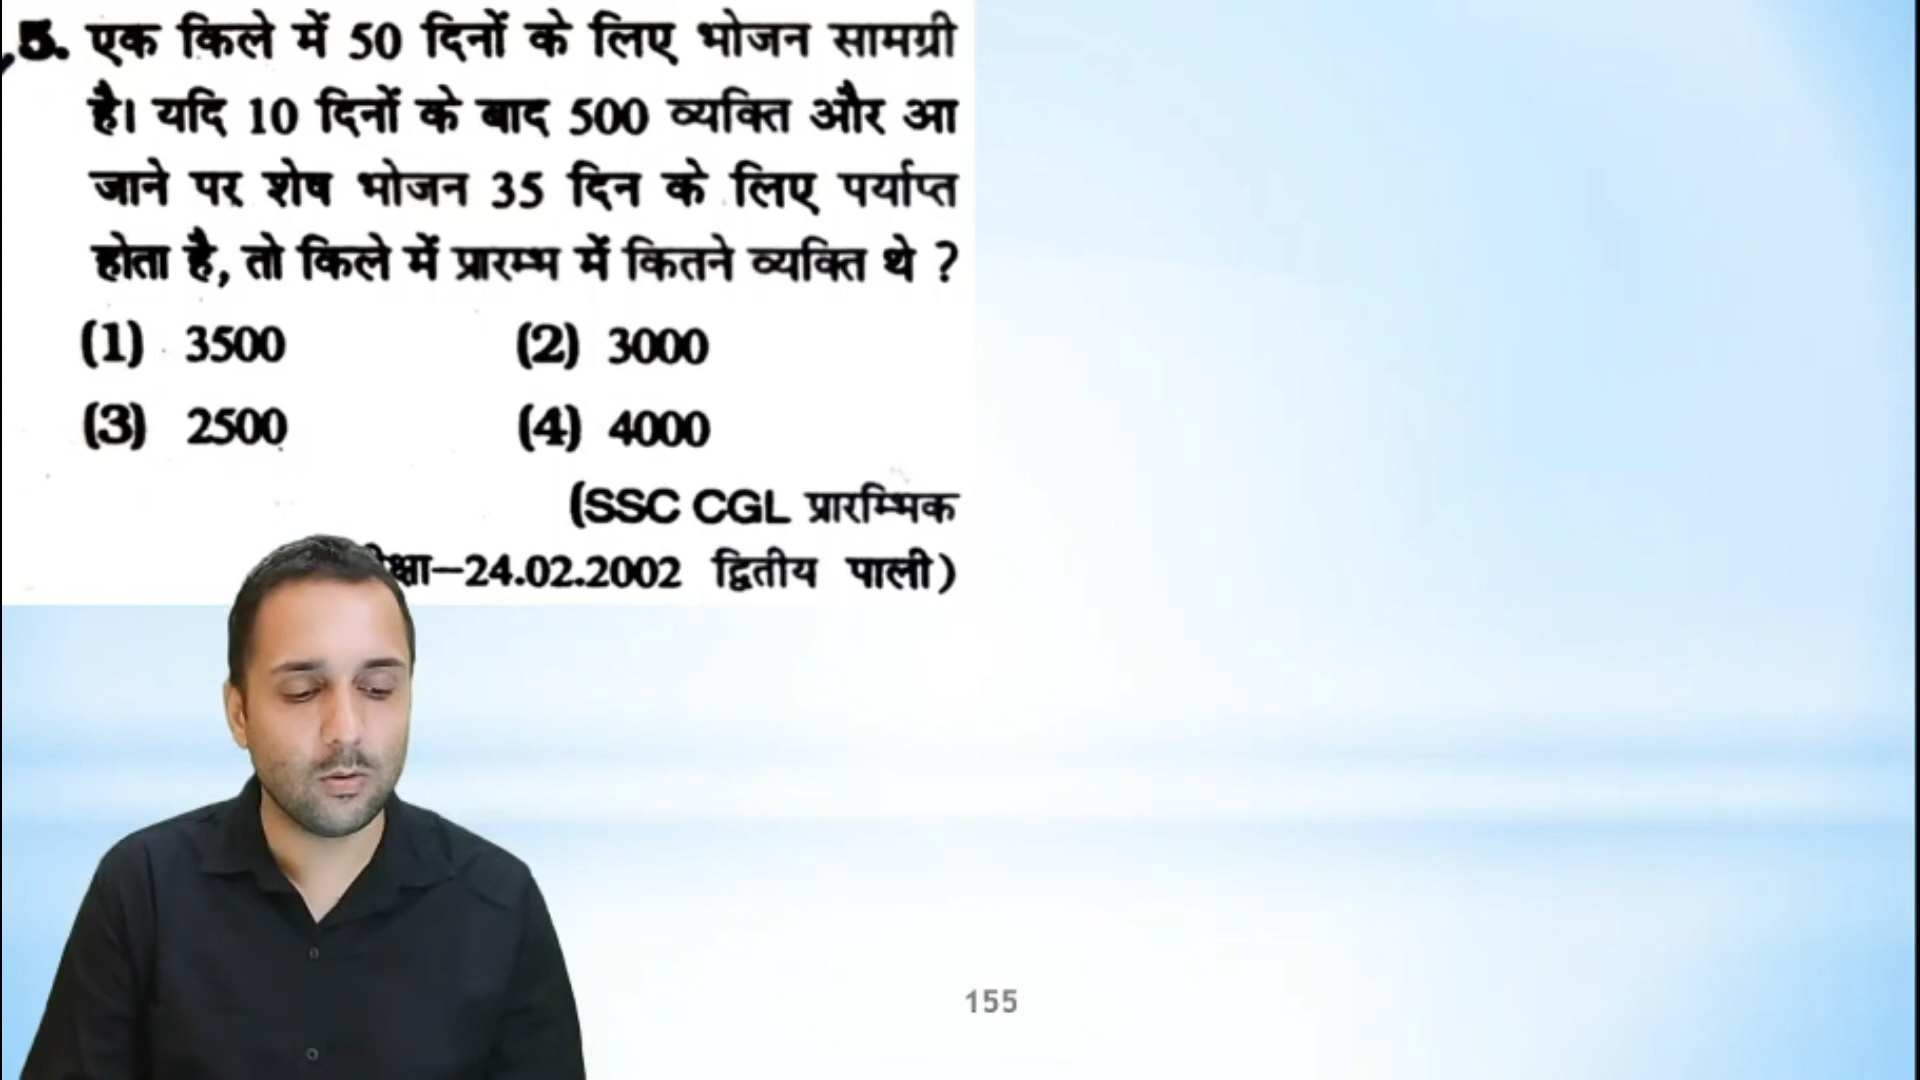 5. एक किले में 50 दिनों के लिए भोजन सामग्री
है। यदि 10 दिनों के बाद 500 व्यक्ति और आ
जाने पर शेष भोजन 35 दिन के लिए पर्याप्त
होता है, तो किले में प्रारम्भ में कितने व्यक्ति थे ?
(1) 3500 (2) 3000
(3) 2500 (4) 4000
(SSC CGL प्रारम्भिक
–24.02.2002 द्वितीय पाली)
155